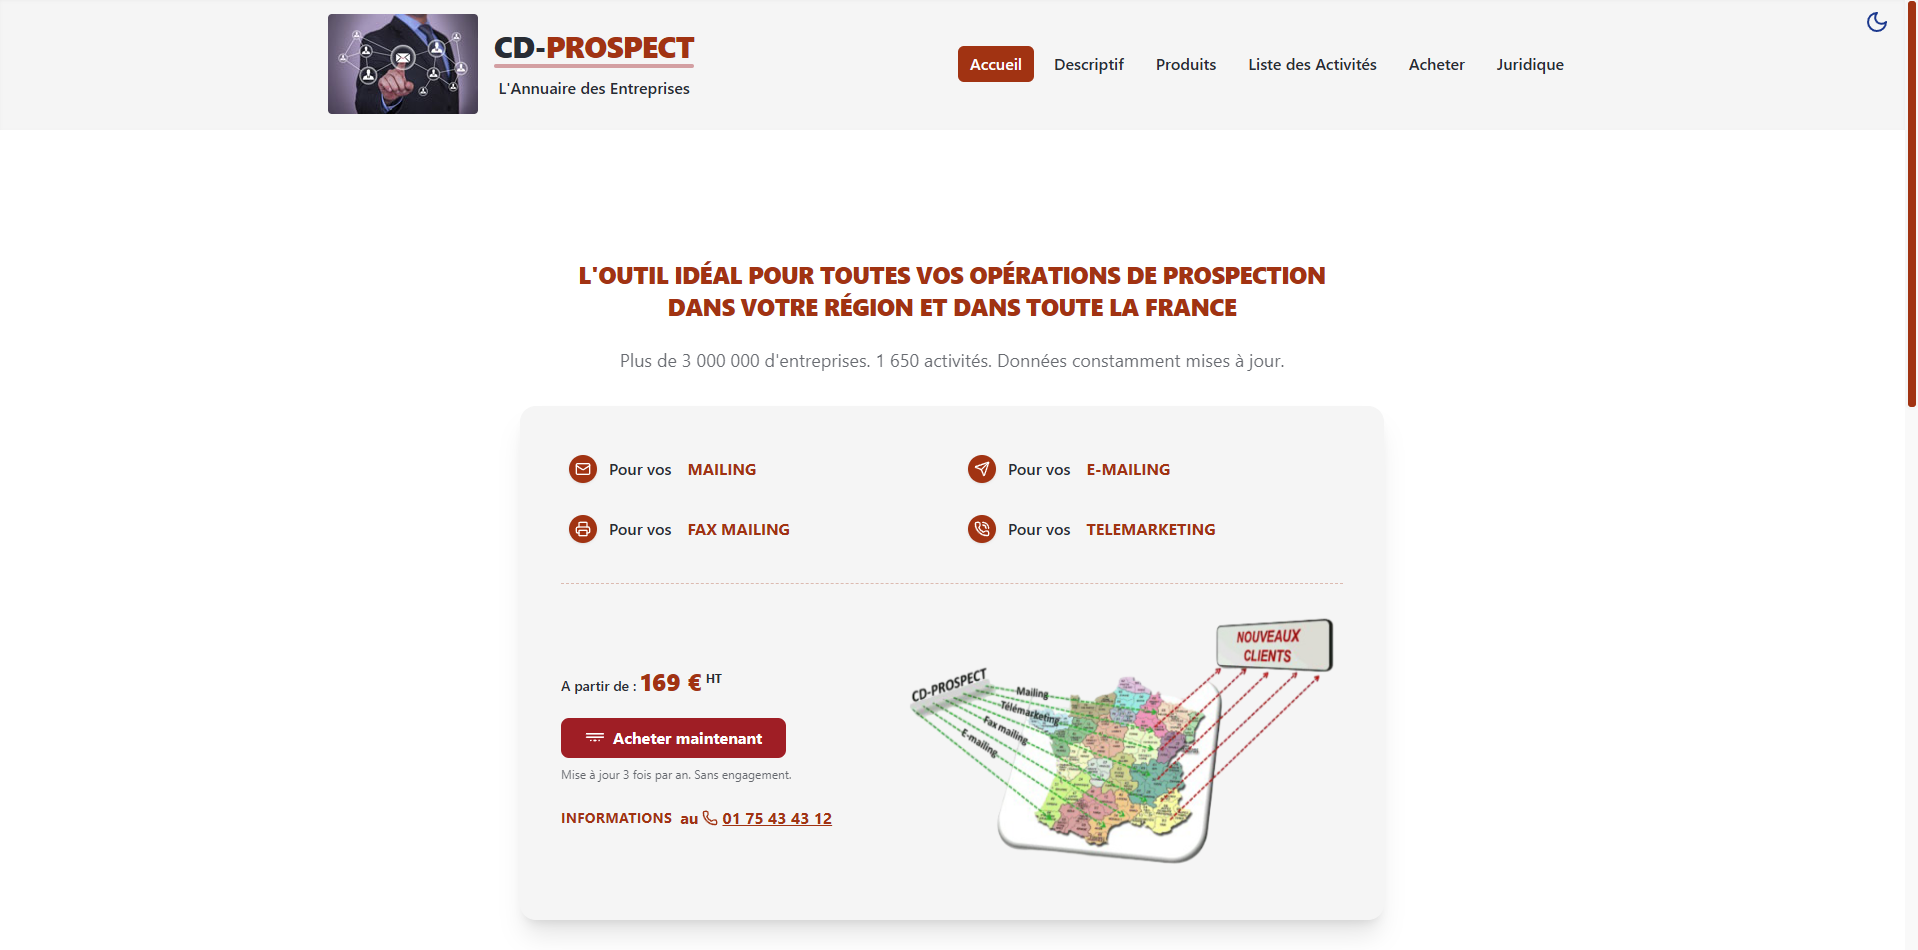 CD-PROSPECT
L'Annuaire des Entreprises
Accueil
Descriptif
Produits
Liste des Activités
Acheter
Juridique
L'OUTIL IDÉAL POUR TOUTES VOS OPÉRATIONS DE PROSPECTION
DANS VOTRE RÉGION ET DANS TOUTE LA FRANCE
Plus de 3 000 000 d'entreprises. 1 650 activités. Données constamment mises à jour.
Pour vos MAILING
Pour vos E-MAILING
Pour vos FAX MAILING
Pour vos TELEMARKETING
A partir de : 169 € HT
Acheter maintenant
Mise à jour 3 fois par an. Sans engagement.
INFORMATIONS au 01 75 43 43 12
NOUVEAUX
CLIENTS
CD-PROSPECT
Mailing
Télémarketing
Fax mailing
E-mailing